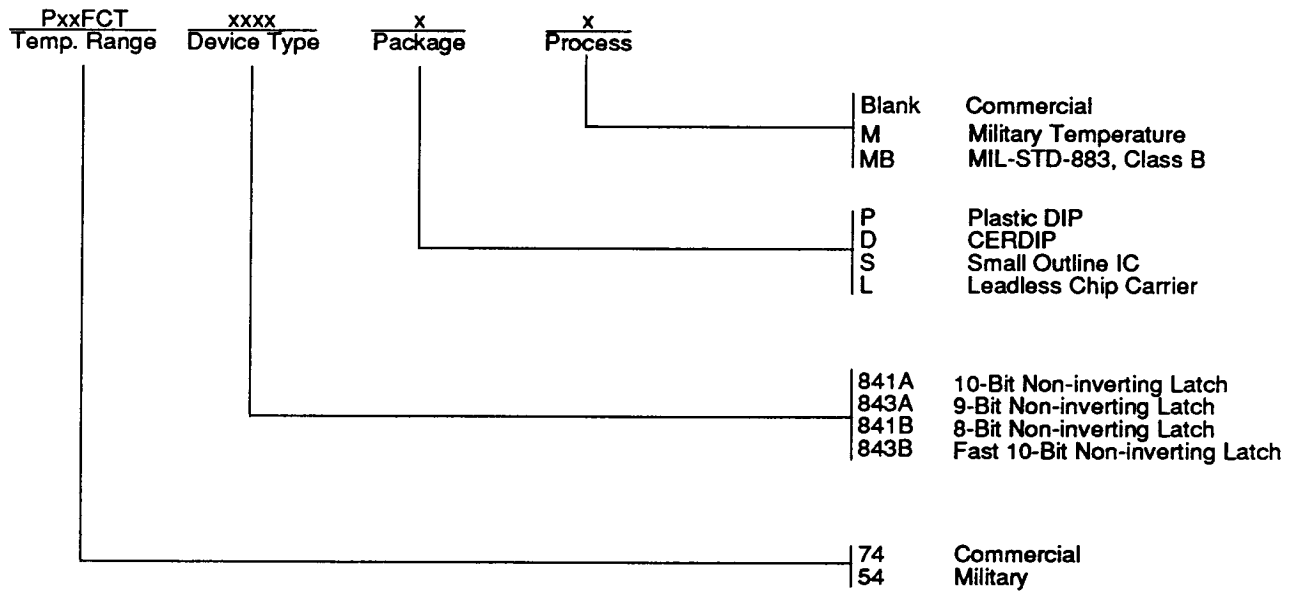 PxxFCT xxxx x x
Temp. Range Device Type Package Process
Blank Commercial
M Military Temperature
MB MIL-STD-883, Class B
P Plastic DIP
D CERDIP
S Small Outline IC
L Leadless Chip Carrier
841A 10-Bit Non-inverting Latch
843A 9-Bit Non-inverting Latch
841B 8-Bit Non-inverting Latch
843B Fast 10-Bit Non-inverting Latch
74 Commercial
54 Military